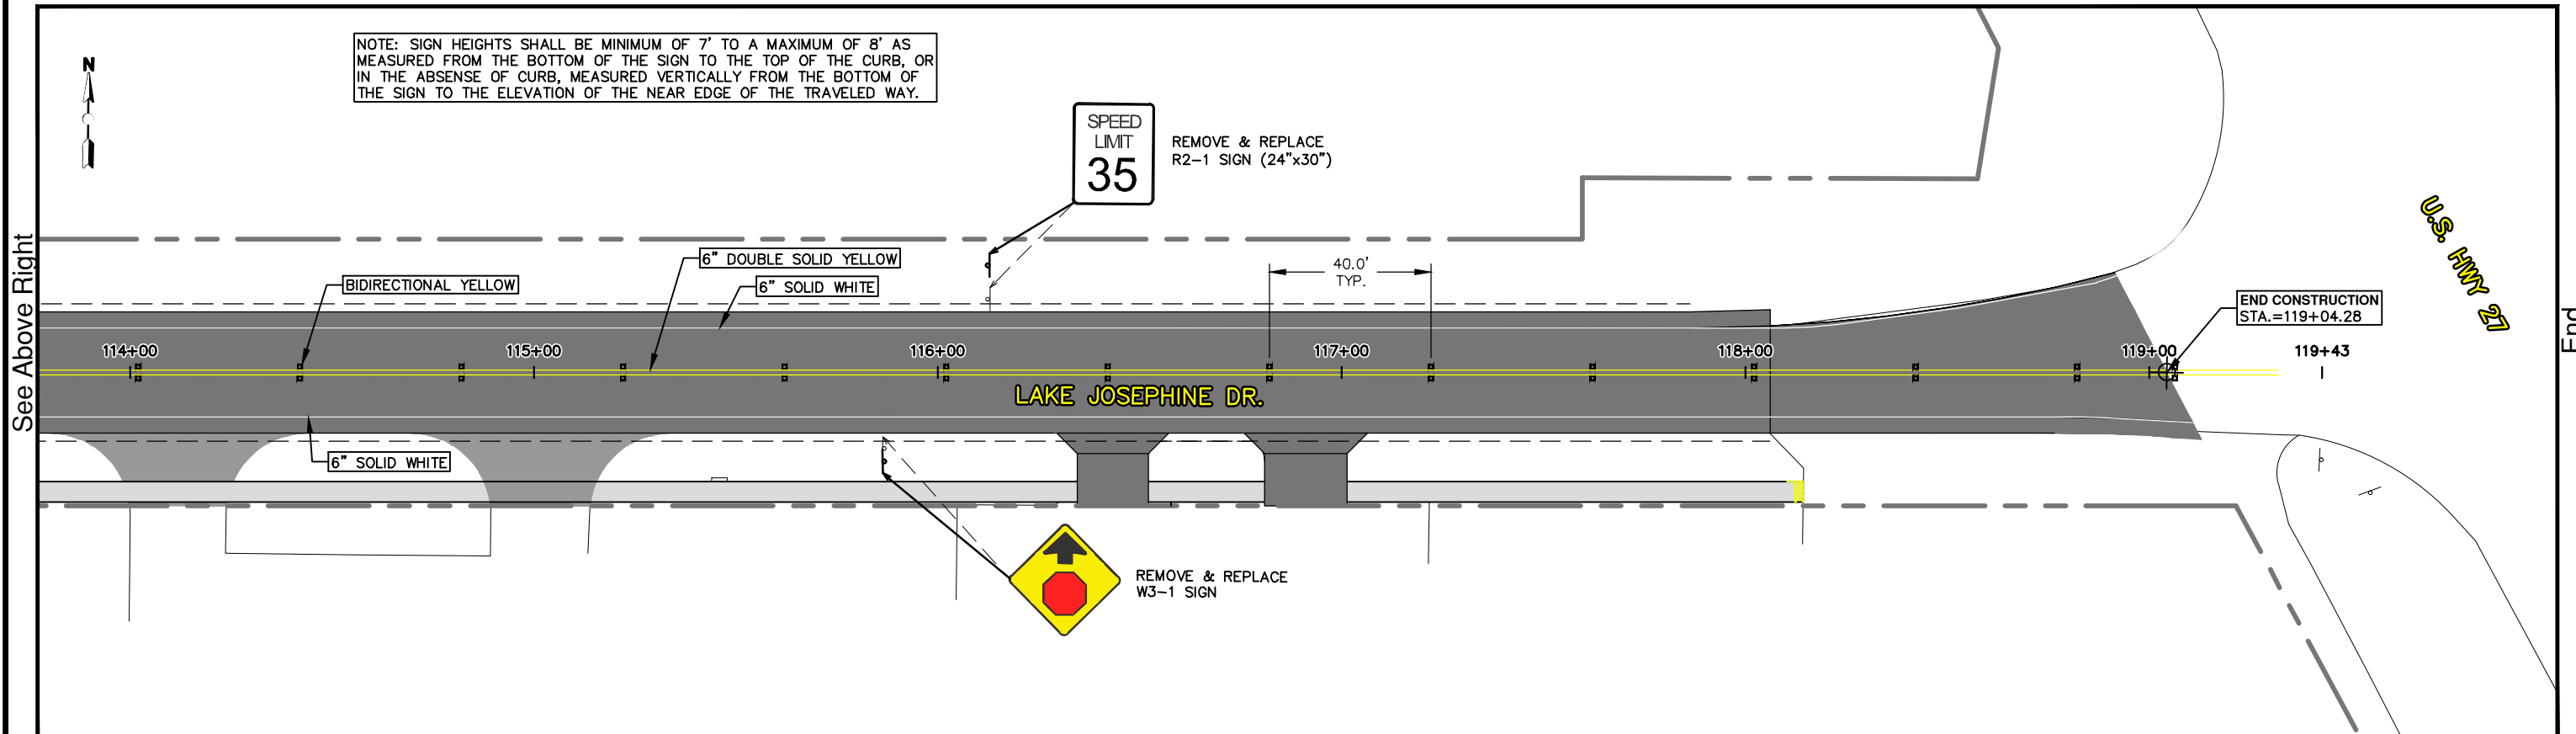 NOTE: SIGN HEIGHTS SHALL BE MINIMUM OF 7' TO A MAXIMUM OF 8' AS
MEASURED FROM THE BOTTOM OF THE SIGN TO THE TOP OF THE CURB, OR
IN THE ABSENSE OF CURB, MEASURED VERTICALLY FROM THE BOTTOM OF
THE SIGN TO THE ELEVATION OF THE NEAR EDGE OF THE TRAVELED WAY.
N
SPEED
LIMIT
35
REMOVE & REPLACE
R2-1 SIGN (24"x30")
See Above Right
BIDIRECTIONAL YELLOW
6" DOUBLE SOLID YELLOW
6" SOLID WHITE
40.0'
TYP.
U.S. HWY 27
END CONSTRUCTION
STA.=119+04.28
End
114+00
115+00
116+00
117+00
118+00
119+00
119+43
LAKE JOSEPHINE DR.
6" SOLID WHITE
REMOVE & REPLACE
W3-1 SIGN